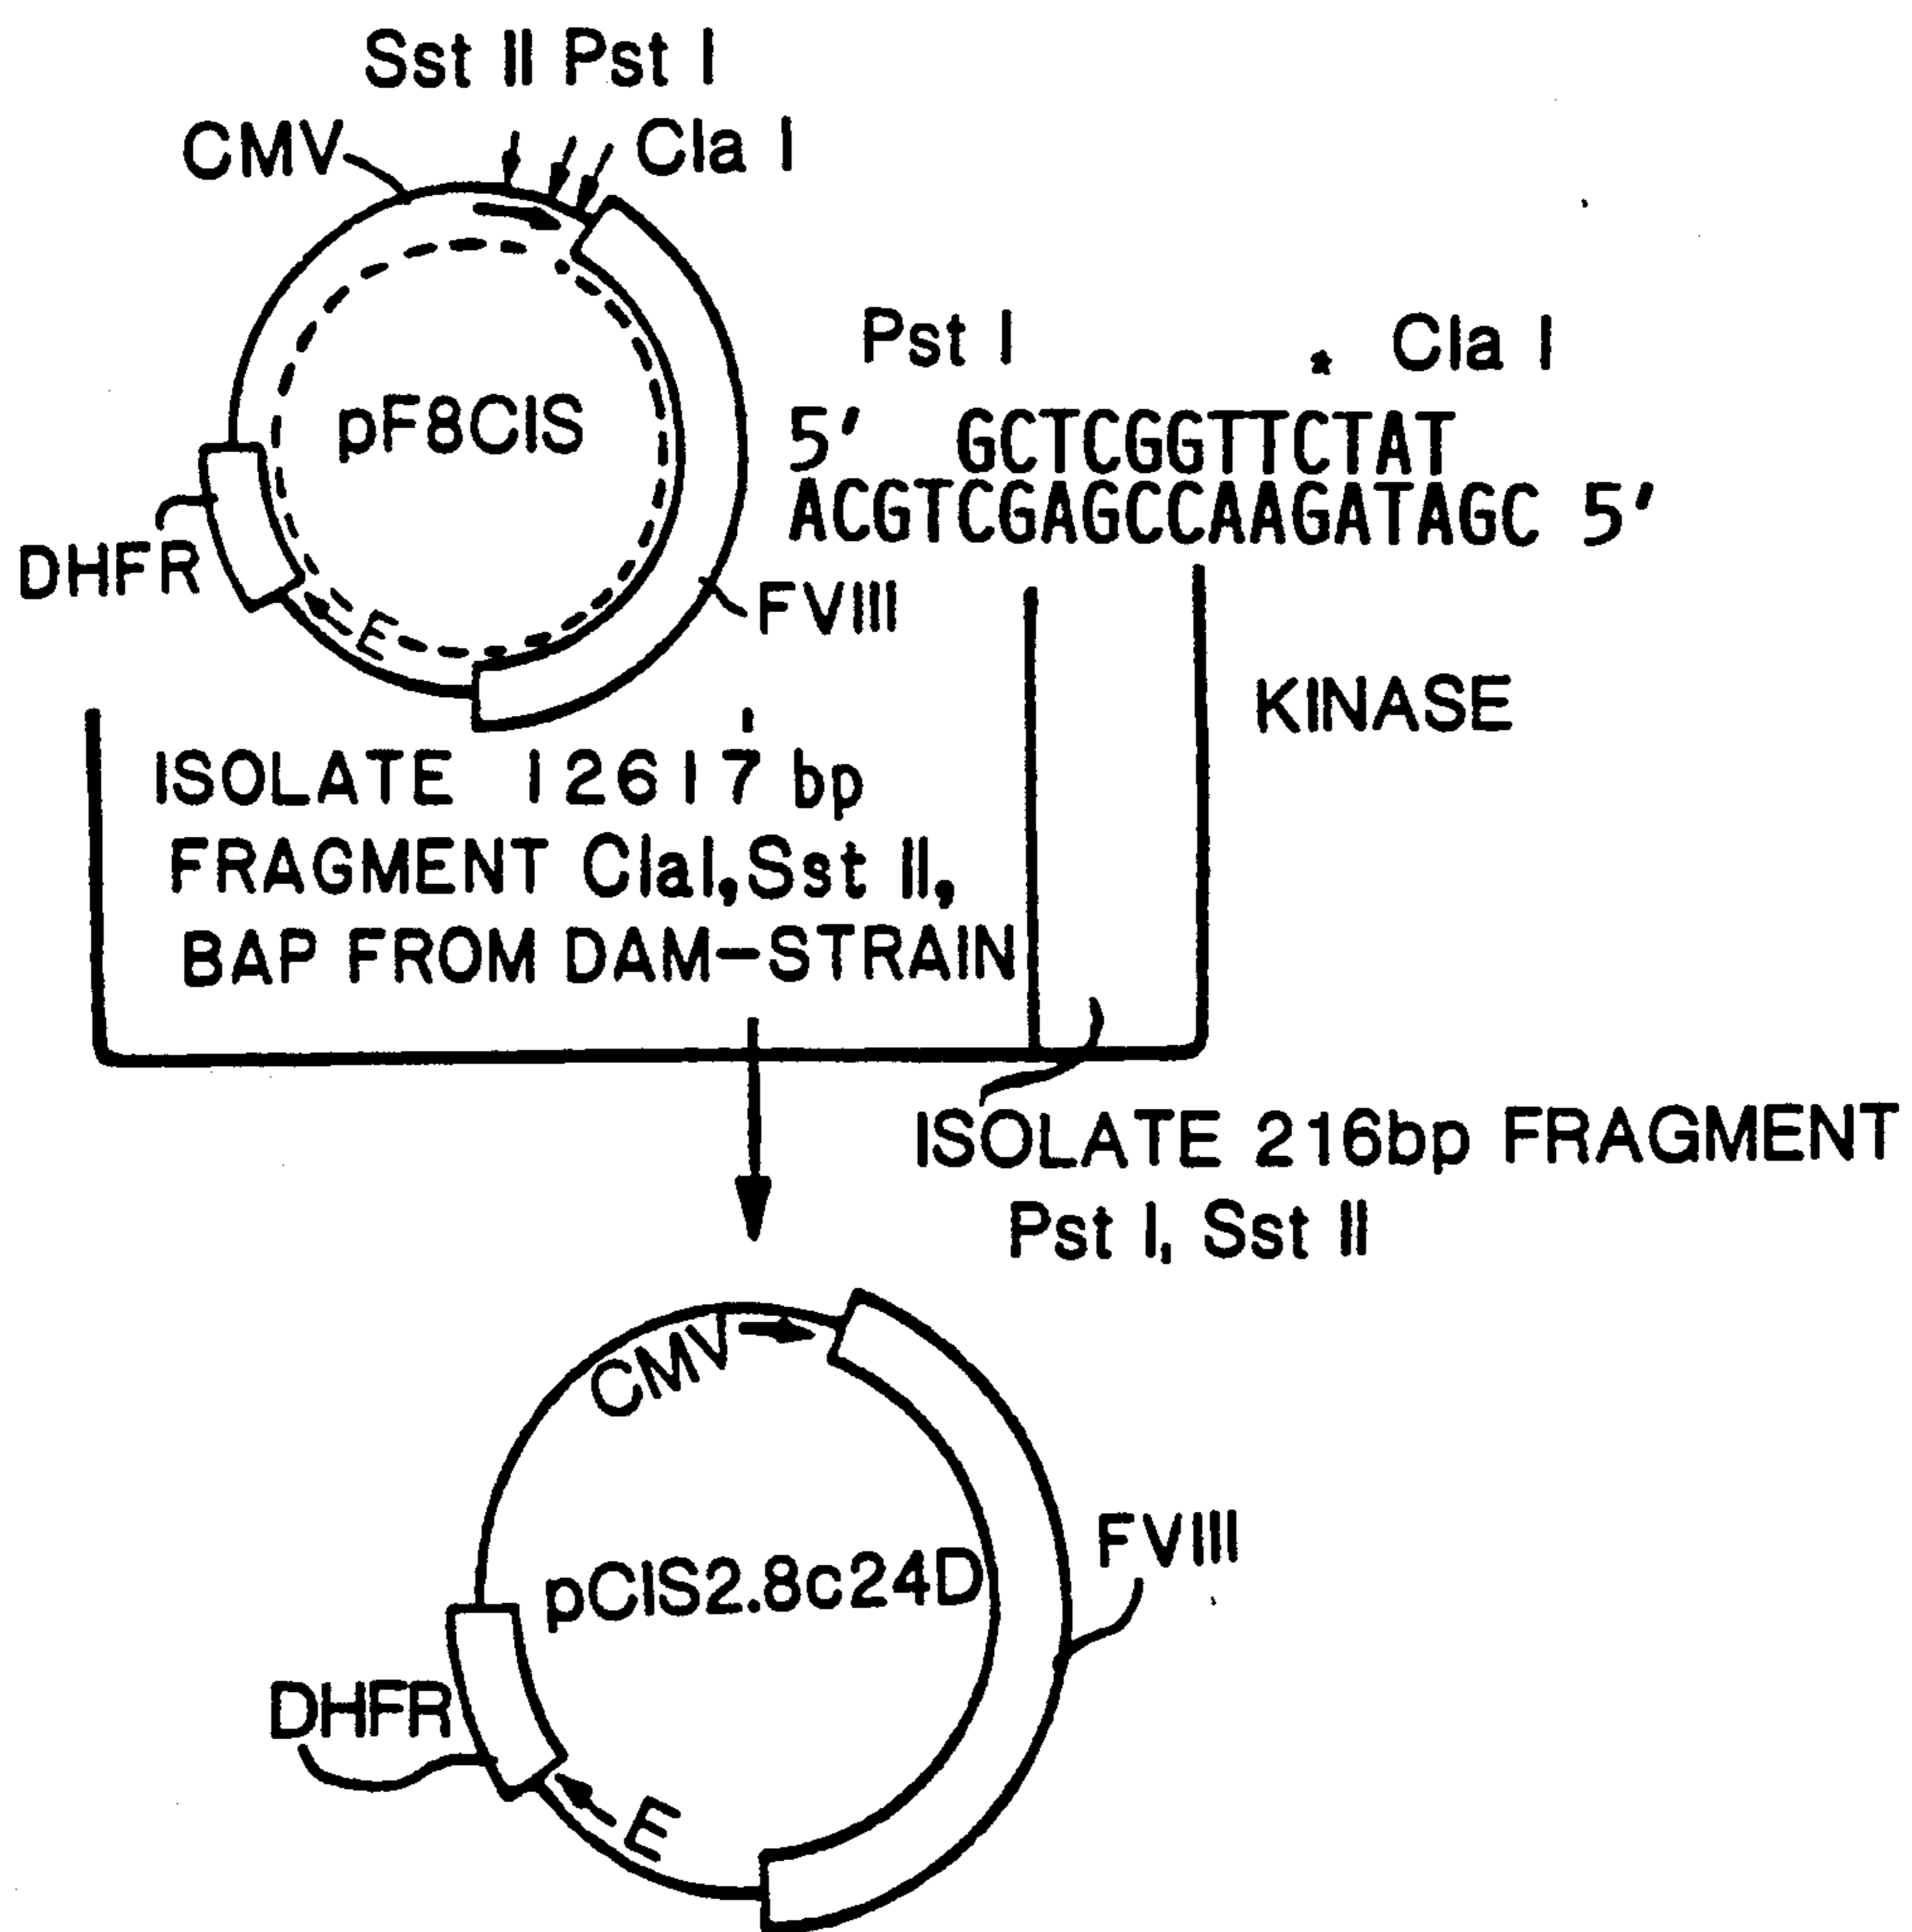 Sst II Pst I
CMV
Cla I
pF8CIS
DHFR
E
FVIII
Pst I
Cla I
5' GCTCGGTTCTAT
ACGTCGAGCCAAGATAGC 5'
KINASE
ISOLATE 12617 bp
FRAGMENT ClaI, Sst II,
BAP FROM DAM-STRAIN
ISOLATE 216bp FRAGMENT
Pst I, Sst II
CMV
pCIS2.8c24D
FVIII
DHFR
E